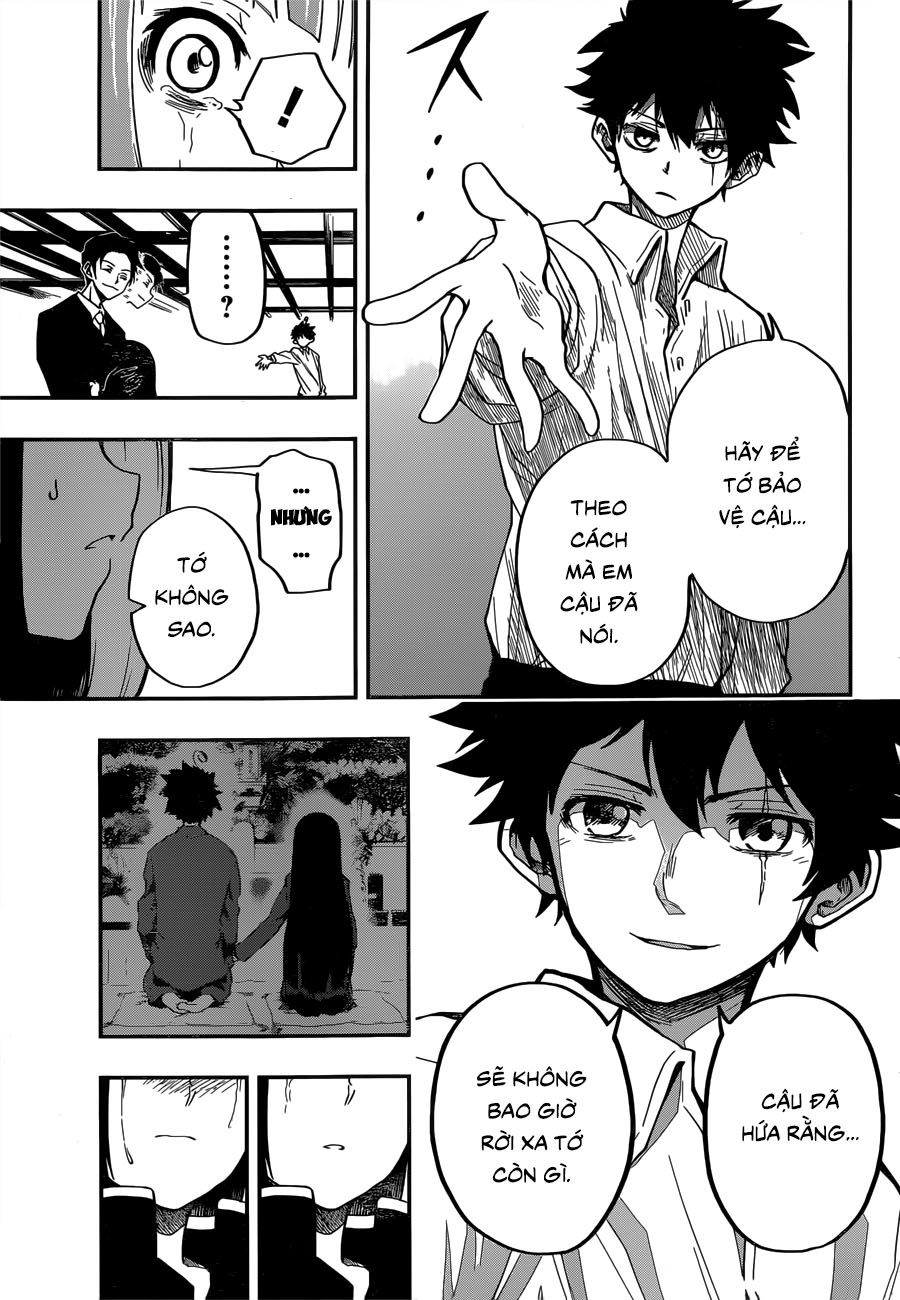 ス
HÃY ĐỂ
TỚ BẢO
VỆ CẬU...
THEO
CÁCH
MÀ EM
CẬU ĐÃ
NÓI.
!
.......?
...
NHƯNG
...
TỚ
KHÔNG
SAO.
CẬU ĐÃ
HỨA RẰNG...
SẼ KHÔNG
BAO GIỜ
RỜI XA TỚ
CÒN GÌ.